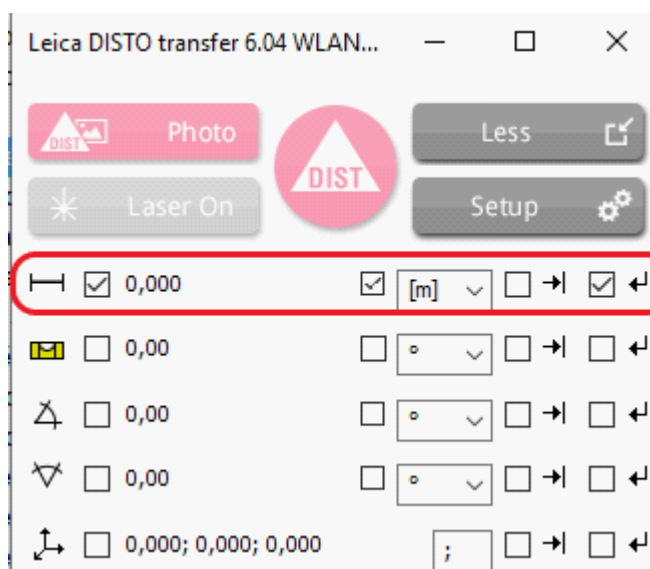 Leica DISTO transfer 6.04 WLAN...
DIST Photo
DIST
Less
Laser On
Setup
0,000 [m]
0,00 °
0,00 °
0,00 °
0,000; 0,000; 0,000 ;